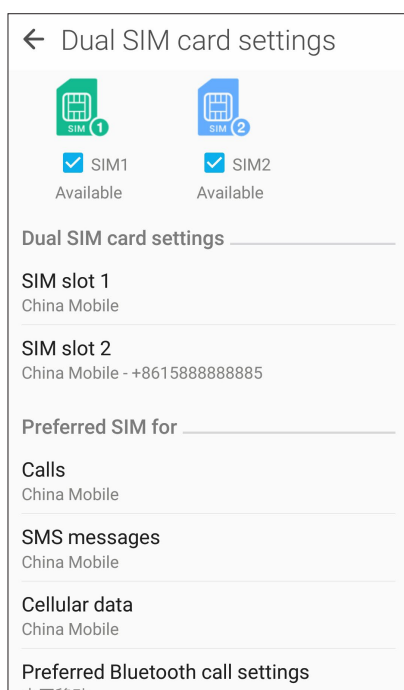 Dual SIM card settings
SIM 1 SIM 2
SIM1 SIM2
Available Available
Dual SIM card settings
SIM slot 1
China Mobile
SIM slot 2
China Mobile - +8615888888885
Preferred SIM for
Calls
China Mobile
SMS messages
China Mobile
Cellular data
China Mobile
Preferred Bluetooth call settings